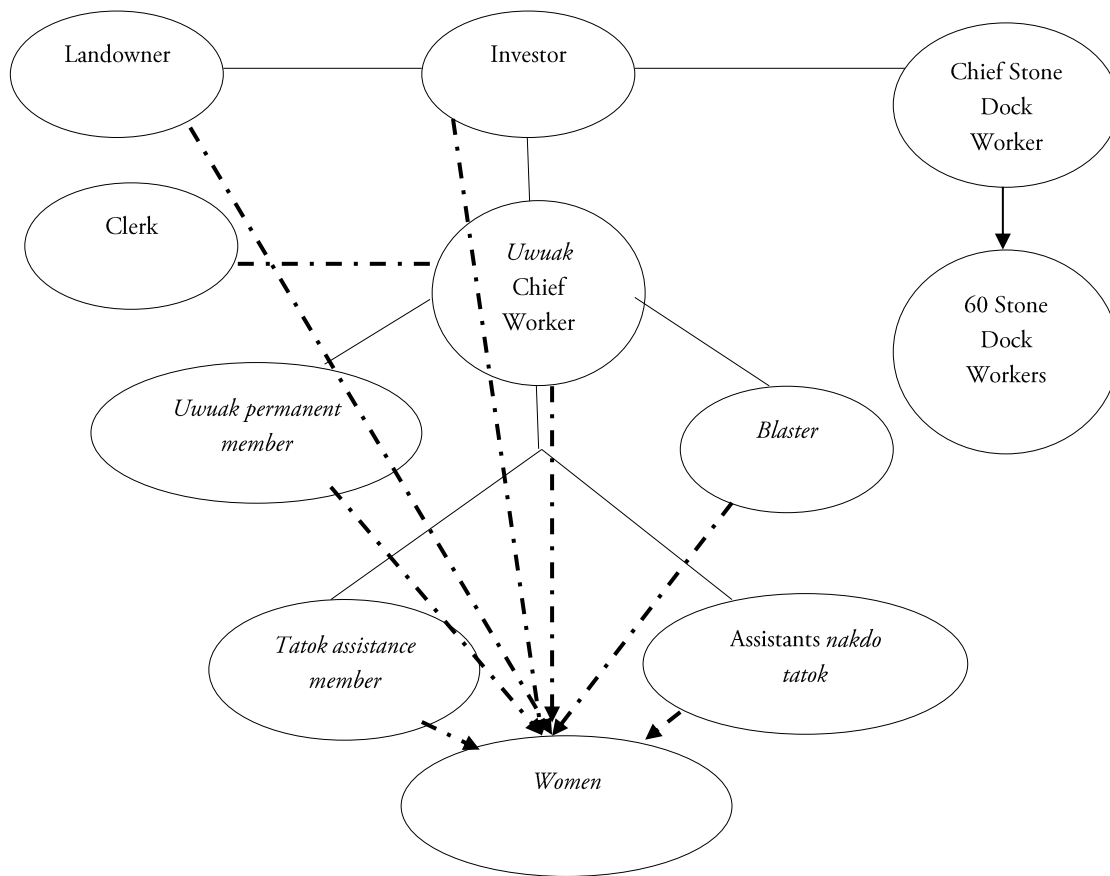 Landowner
Investor
Chief Stone
Dock
Worker
Clerk
Uwuak
Chief
Worker
60 Stone
Dock
Workers
Uwuak permanent
member
Blaster
Tatok assistance
member
Assistants nakdo
tatok
Women